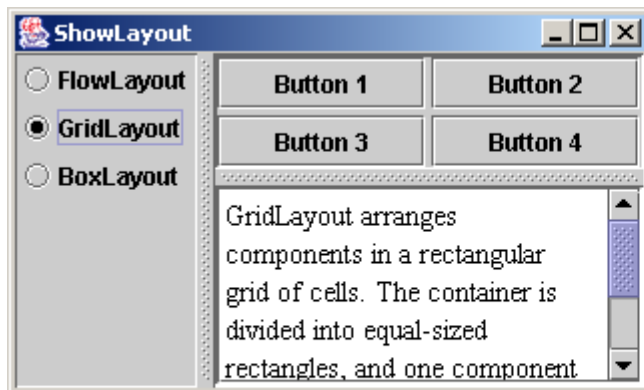 ShowLayout
FlowLayout
GridLayout
BoxLayout
Button 1
Button 2
Button 3
Button 4
GridLayout arranges
components in a rectangular
grid of cells. The container is
divided into equal-sized
rectangles, and one component